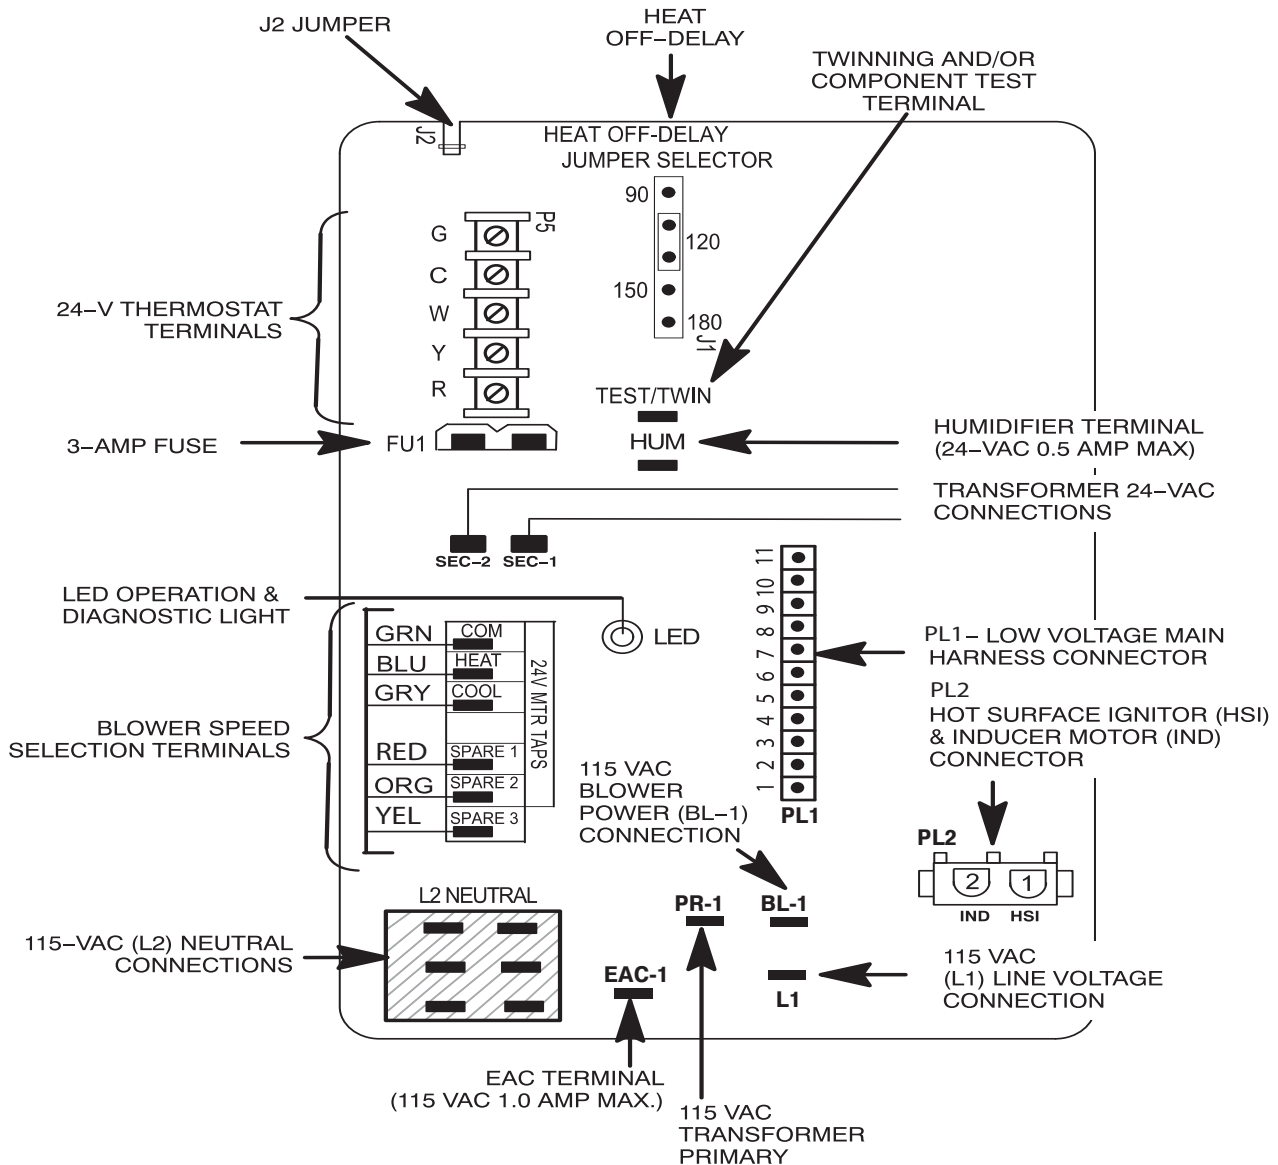 J2 JUMPER
HEAT
OFF–DELAY
TWINNING AND/OR
COMPONENT TEST
TERMINAL
J2
HEAT OFF-DELAY
JUMPER SELECTOR
90
120
150
180
J1
P5
G
C
W
Y
R
24–V THERMOSTAT
TERMINALS
TEST/TWIN
HUM
3–AMP FUSE
FU1
HUMIDIFIER TERMINAL
(24–VAC 0.5 AMP MAX)
TRANSFORMER 24–VAC
CONNECTIONS
SEC–2
SEC–1
LED OPERATION &
DIAGNOSTIC LIGHT
LED
GRN
COM
BLU
HEAT
GRY
COOL
RED
SPARE 1
ORG
SPARE 2
YEL
SPARE 3
24V MTR TAPS
BLOWER SPEED
SELECTION TERMINALS
11
10
9
8
7
6
5
4
3
2
1
PL1
PL1– LOW VOLTAGE MAIN
HARNESS CONNECTOR
PL2
HOT SURFACE IGNITOR (HSI)
& INDUCER MOTOR (IND)
CONNECTOR
115 VAC
BLOWER
POWER (BL–1)
CONNECTION
PL2
2
1
IND
HSI
L2 NEUTRAL
PR-1
BL-1
115–VAC (L2) NEUTRAL
CONNECTIONS
EAC-1
L1
115 VAC
(L1) LINE VOLTAGE
CONNECTION
EAC TERMINAL
(115 VAC 1.0 AMP MAX.)
115 VAC
TRANSFORMER
PRIMARY